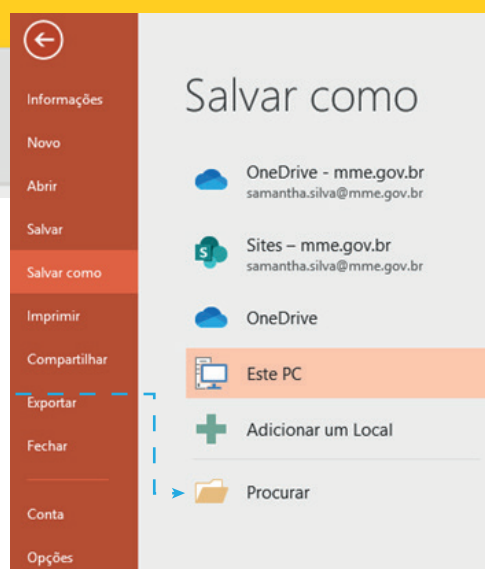 Informações
Novo
Abrir
Salvar
Salvar como
Imprimir
Compartilhar
Exportar
Fechar
Conta
Opções
Salvar como
OneDrive - mme.gov.br
samantha.silva@mme.gov.br
Sites – mme.gov.br
samantha.silva@mme.gov.br
S
OneDrive
Este PC
Adicionar um Local
Procurar